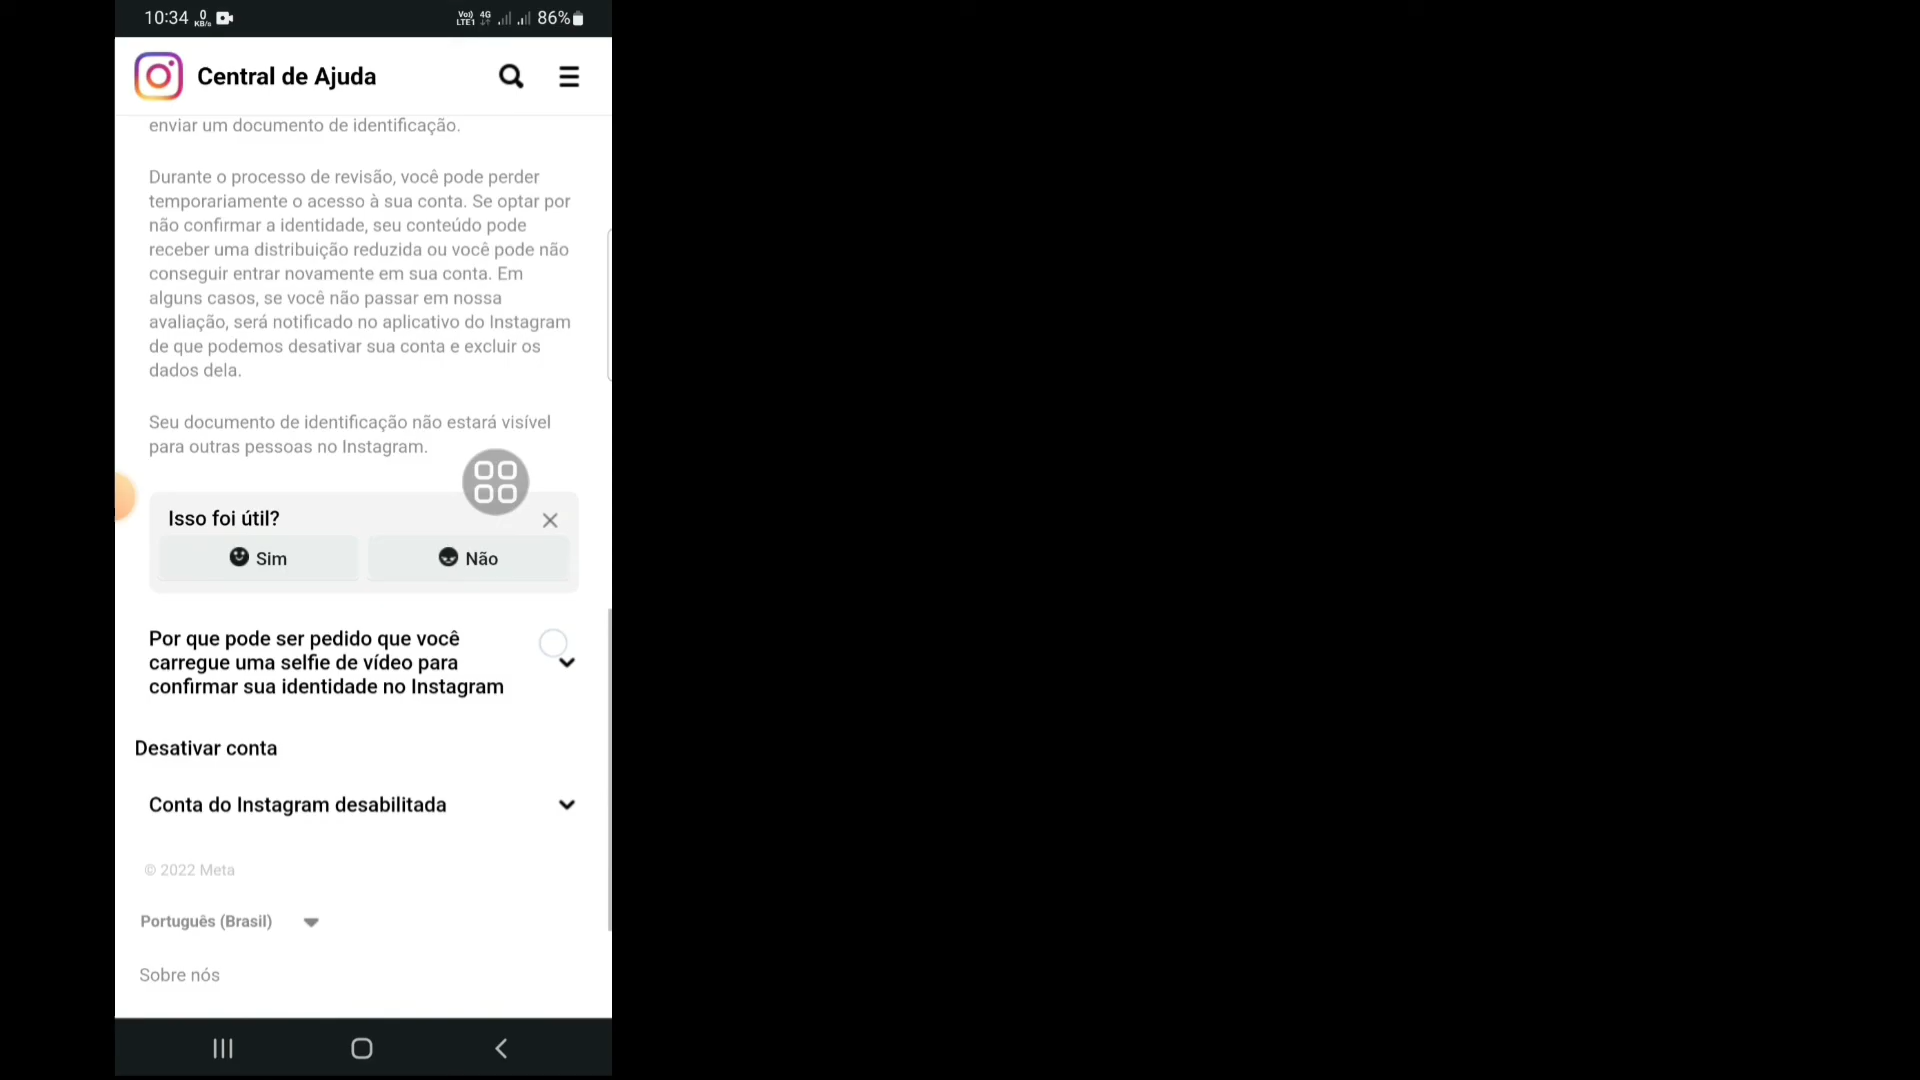 10:34 0 KB/s Vo)) LTE1 4G 86%
Central de Ajuda
enviar um documento de identificação.
Durante o processo de revisão, você pode perder
temporariamente o acesso à sua conta. Se optar por
não confirmar a identidade, seu conteúdo pode
receber uma distribuição reduzida ou você pode não
conseguir entrar novamente em sua conta. Em
alguns casos, se você não passar em nossa
avaliação, será notificado no aplicativo do Instagram
de que podemos desativar sua conta e excluir os
dados dela.
Seu documento de identificação não estará visível
para outras pessoas no Instagram.
Isso foi útil?
Sim Não
Por que pode ser pedido que você
carregue uma selfie de vídeo para
confirmar sua identidade no Instagram
Desativar conta
Conta do Instagram desabilitada
© 2022 Meta
Português (Brasil)
Sobre nós